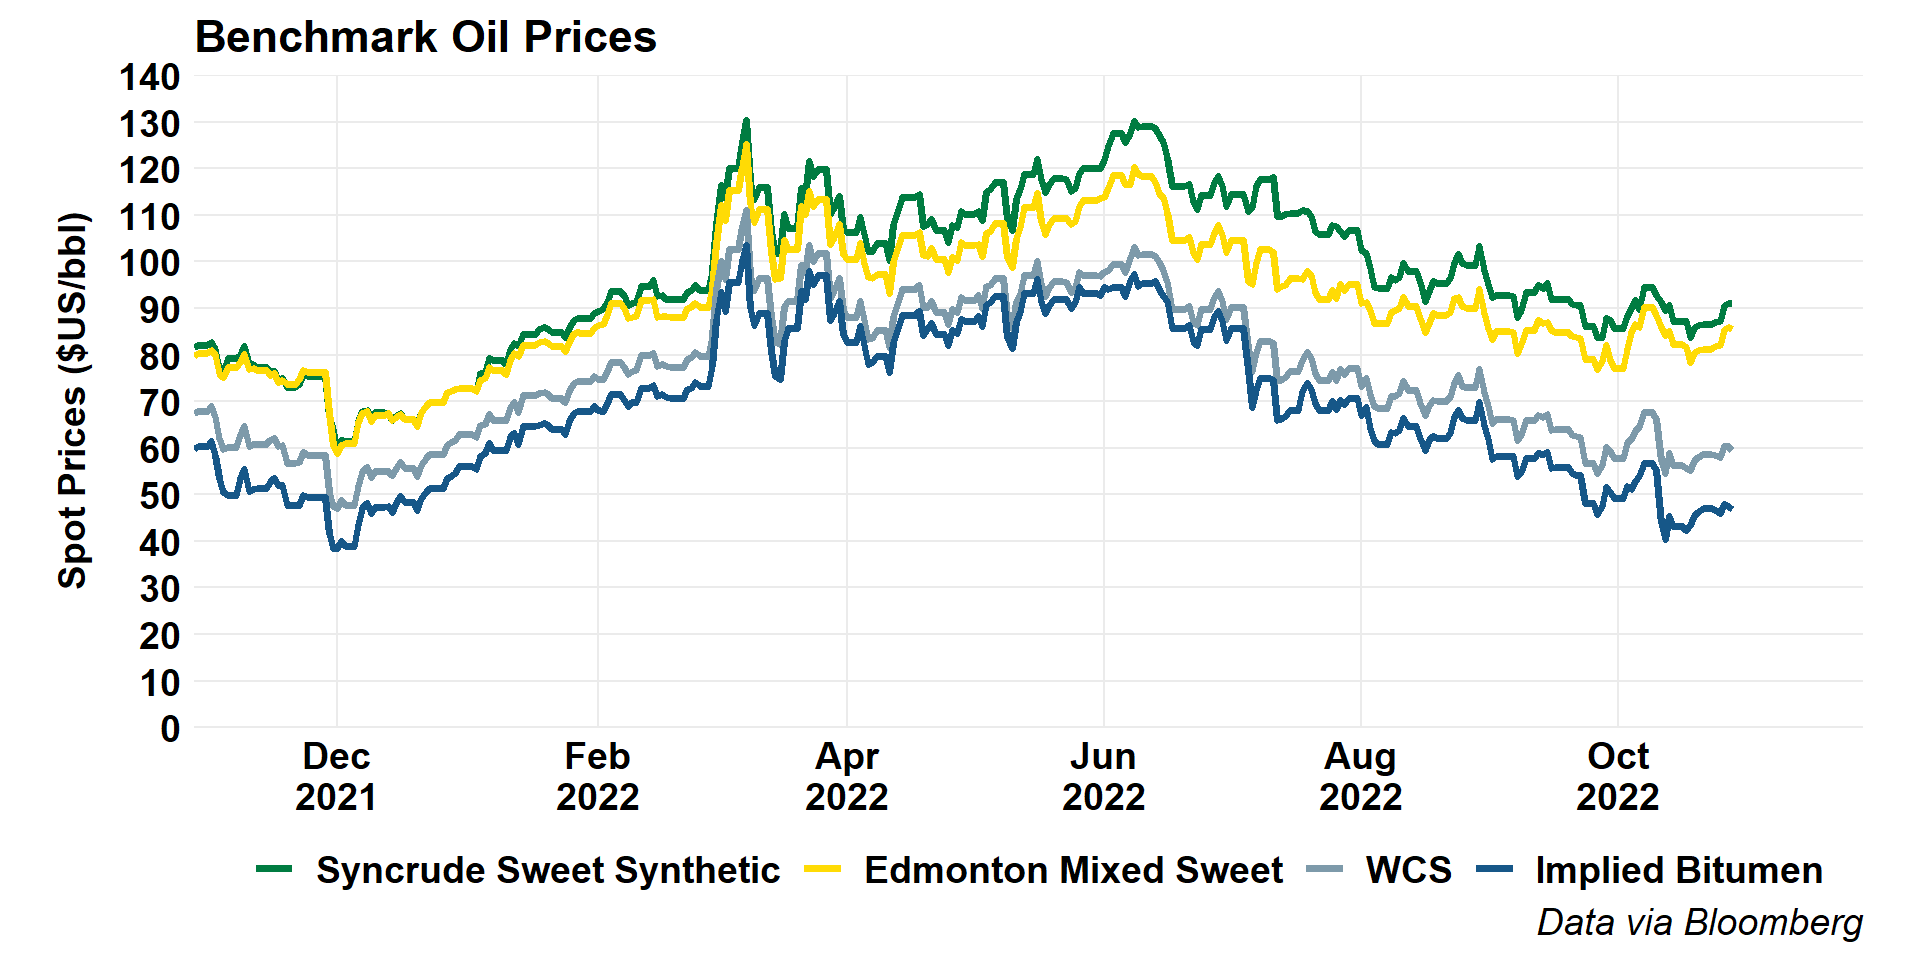 Benchmark Oil Prices
Spot Prices ($US/bbl)
140
130
120
110
100
90
80
70
60
50
40
30
20
10
0
Dec Feb Apr Jun Aug Oct
2021 2022 2022 2022 2022 2022
Syncrude Sweet Synthetic Edmonton Mixed Sweet WCS Implied Bitumen
Data via Bloomberg